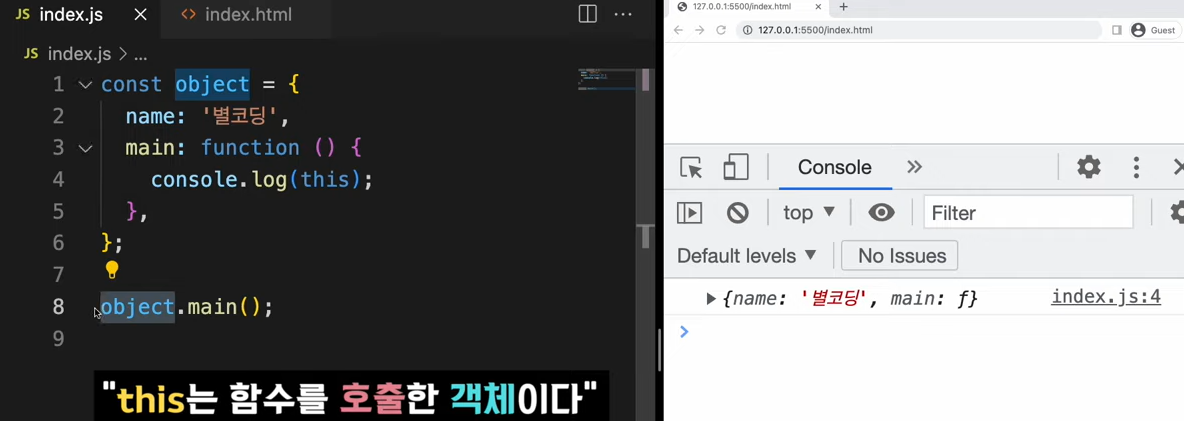 JS index.js
<> index.html
...
JS index.js > ...
1 const object = {
2 name: '별코딩',
3 main: function () {
4 console.log(this);
5 },
6 };
7
8 object.main();
9
"this는 함수를 호출한 객체이다"
127.0.0.1:5500/index.html
127.0.0.1:5500/index.html
Guest
Console
top
Filter
Default levels
No Issues
{name: '별코딩', main: f}
index.js:4